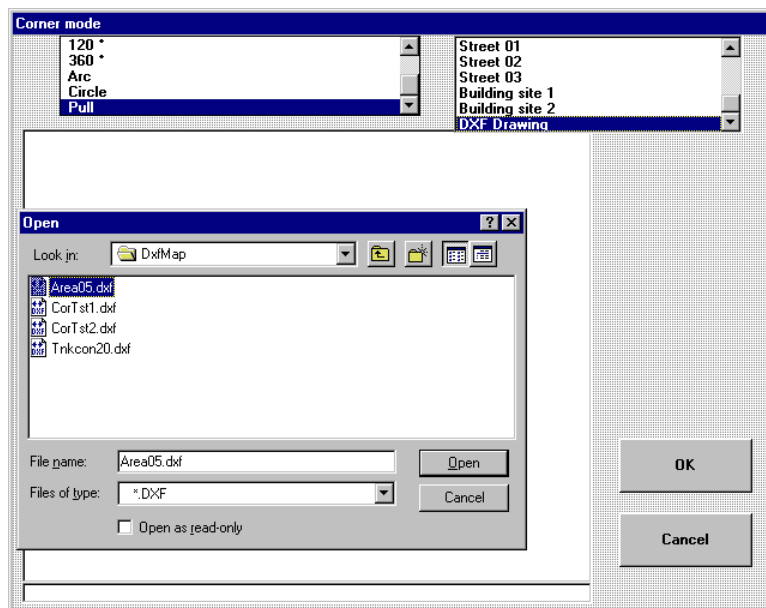 Corner mode
120 °
360 °
Arc
Circle
Pull
Street 01
Street 02
Street 03
Building site 1
Building site 2
DXF Drawing
Open
Look in:
DxfMap
Area05.dxf
CorTst1.dxf
CorTst2.dxf
Tnkcon20.dxf
File name:
Area05.dxf
Open
Files of type:
*.DXF
Cancel
Open as read-only
OK
Cancel